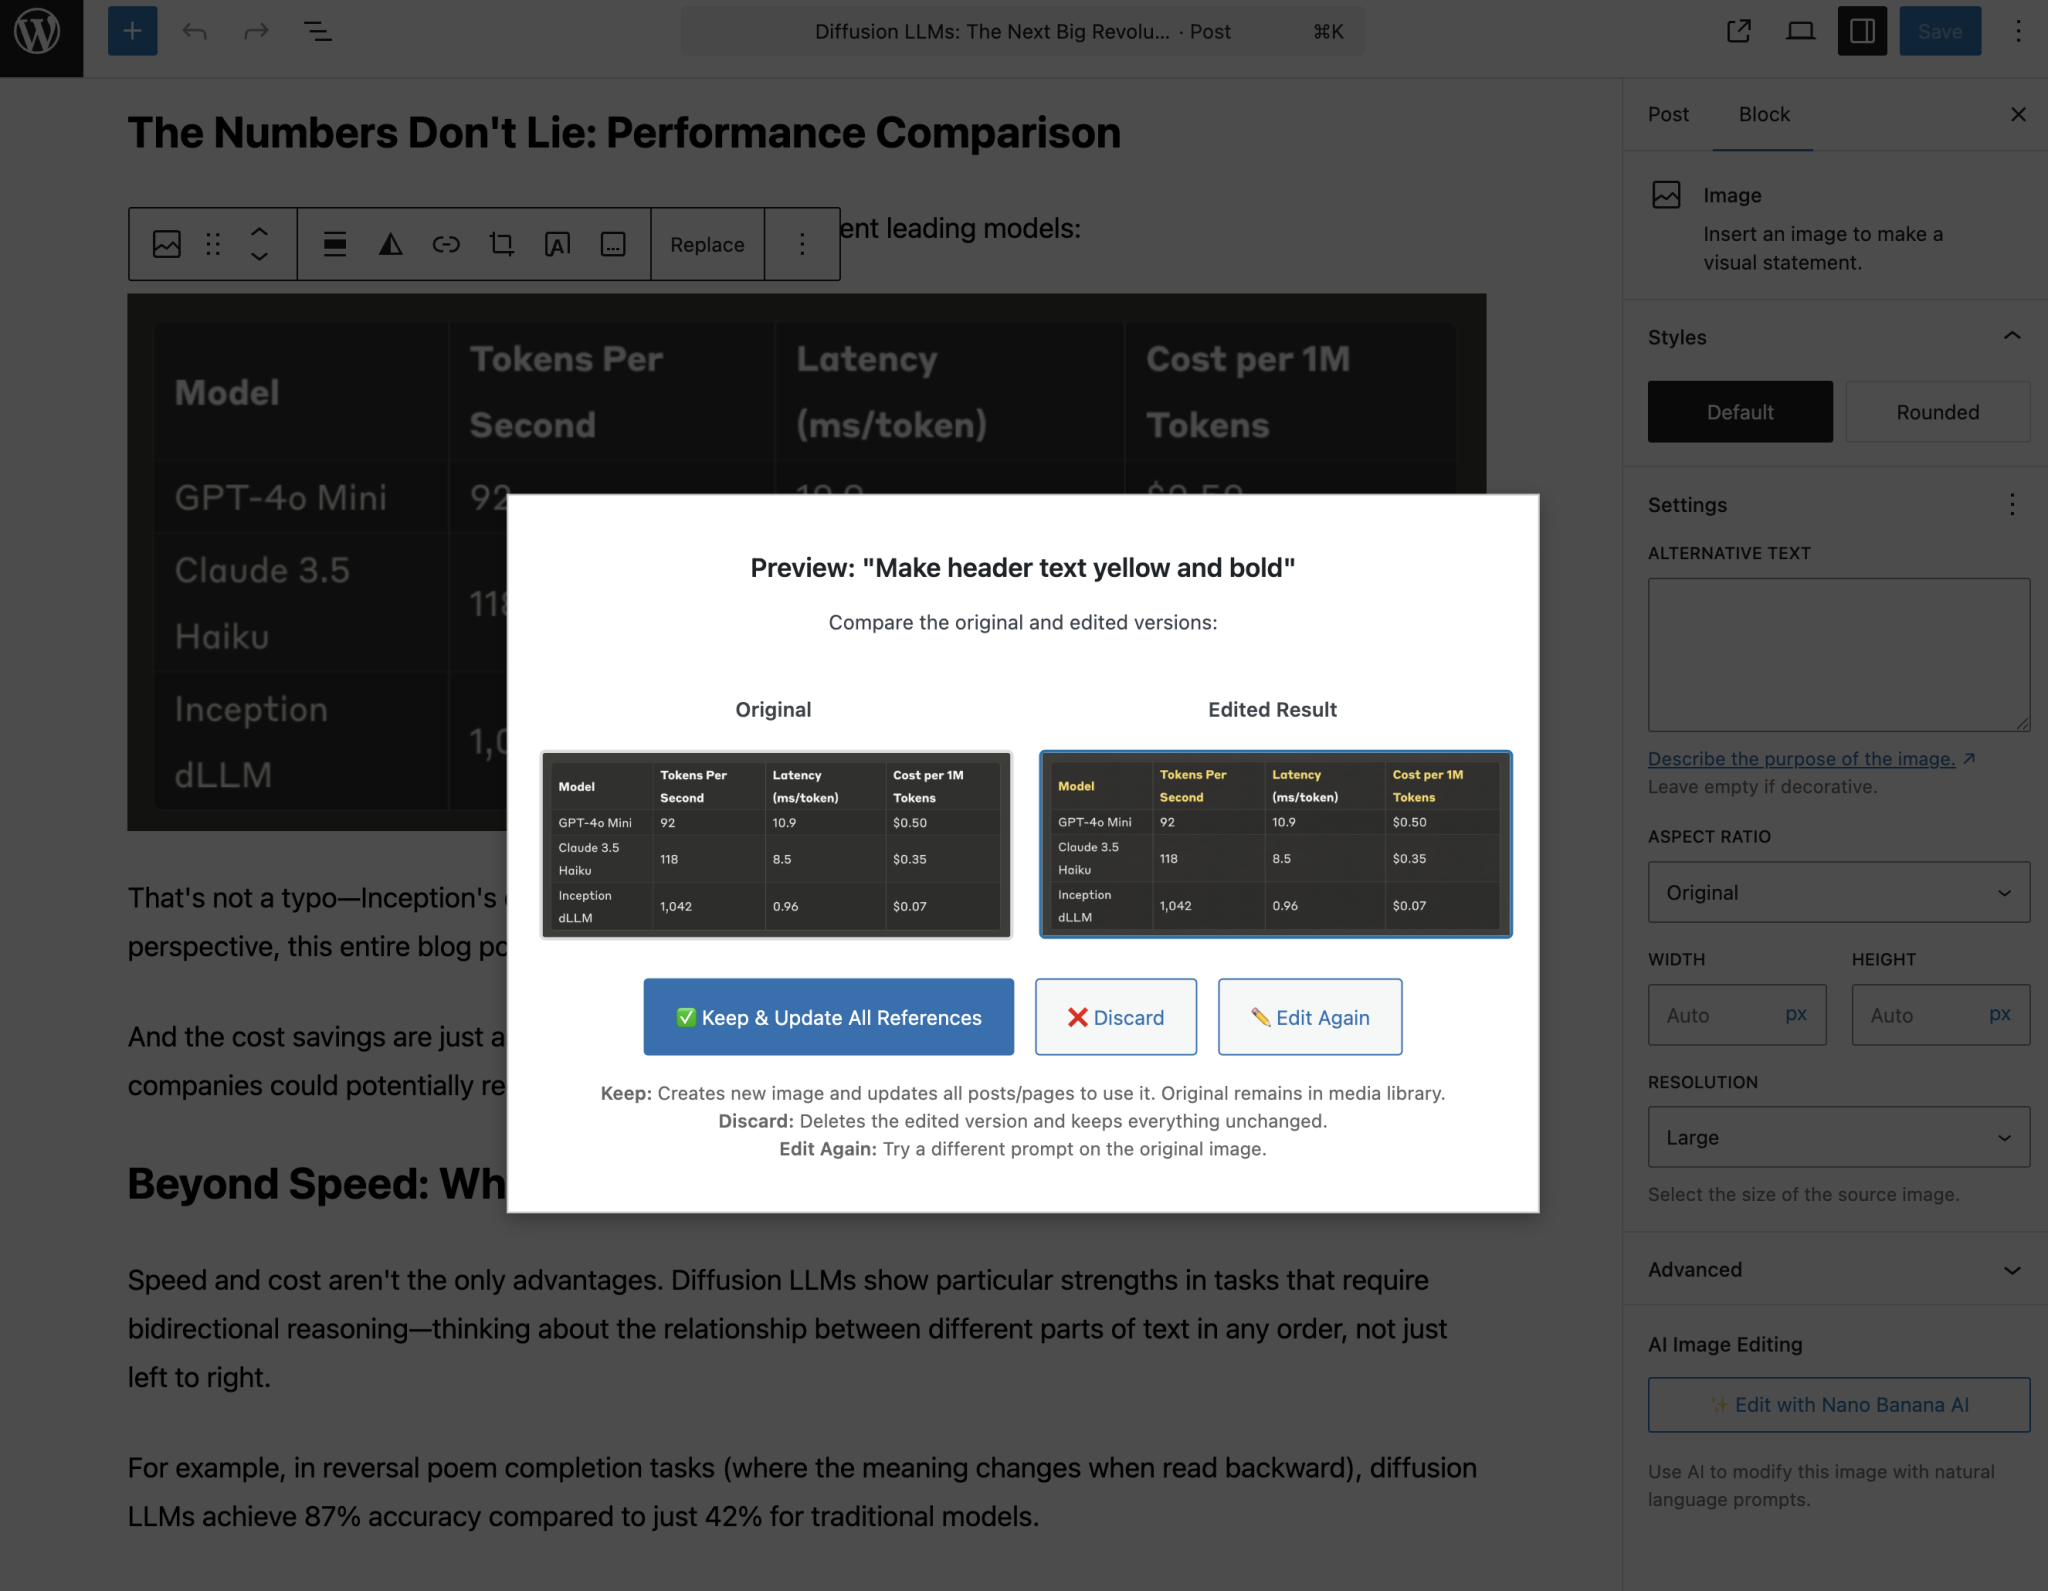 Diffusion LLMs: The Next Big Revolu... · Post
⌘K
Save
The Numbers Don't Lie: Performance Comparison
ent leading models:
Replace
Model
Tokens Per
Second
Latency
(ms/token)
Cost per 1M
Tokens
GPT-4o Mini
92
10.9
$0.50
Claude 3.5
Haiku
118
Inception
dLLM
1,0
Preview: "Make header text yellow and bold"
Compare the original and edited versions:
Original
Model
Tokens Per
Second
Latency
(ms/token)
Cost per 1M
Tokens
GPT-4o Mini
92
10.9
$0.50
Claude 3.5
Haiku
118
8.5
$0.35
Inception
dLLM
1,042
0.96
$0.07
Edited Result
Model
Tokens Per
Second
Latency
(ms/token)
Cost per 1M
Tokens
GPT-4o Mini
92
10.9
$0.50
Claude 3.5
Haiku
118
8.5
$0.35
Inception
dLLM
1,042
0.96
$0.07
✅ Keep & Update All References
❌ Discard
✏️ Edit Again
Keep: Creates new image and updates all posts/pages to use it. Original remains in media library.
Discard: Deletes the edited version and keeps everything unchanged.
Edit Again: Try a different prompt on the original image.
That's not a typo—Inception's
perspective, this entire blog po
And the cost savings are just a
companies could potentially re
Beyond Speed: Wh
Speed and cost aren't the only advantages. Diffusion LLMs show particular strengths in tasks that require
bidirectional reasoning—thinking about the relationship between different parts of text in any order, not just
left to right.
For example, in reversal poem completion tasks (where the meaning changes when read backward), diffusion
LLMs achieve 87% accuracy compared to just 42% for traditional models.
Post
Block
Image
Insert an image to make a
visual statement.
Styles
Default
Rounded
Settings
ALTERNATIVE TEXT
Describe the purpose of the image. ↗
Leave empty if decorative.
ASPECT RATIO
Original
WIDTH
HEIGHT
Auto
px
Auto
px
RESOLUTION
Large
Select the size of the source image.
Advanced
AI Image Editing
✨ Edit with Nano Banana AI
Use AI to modify this image with natural
language prompts.